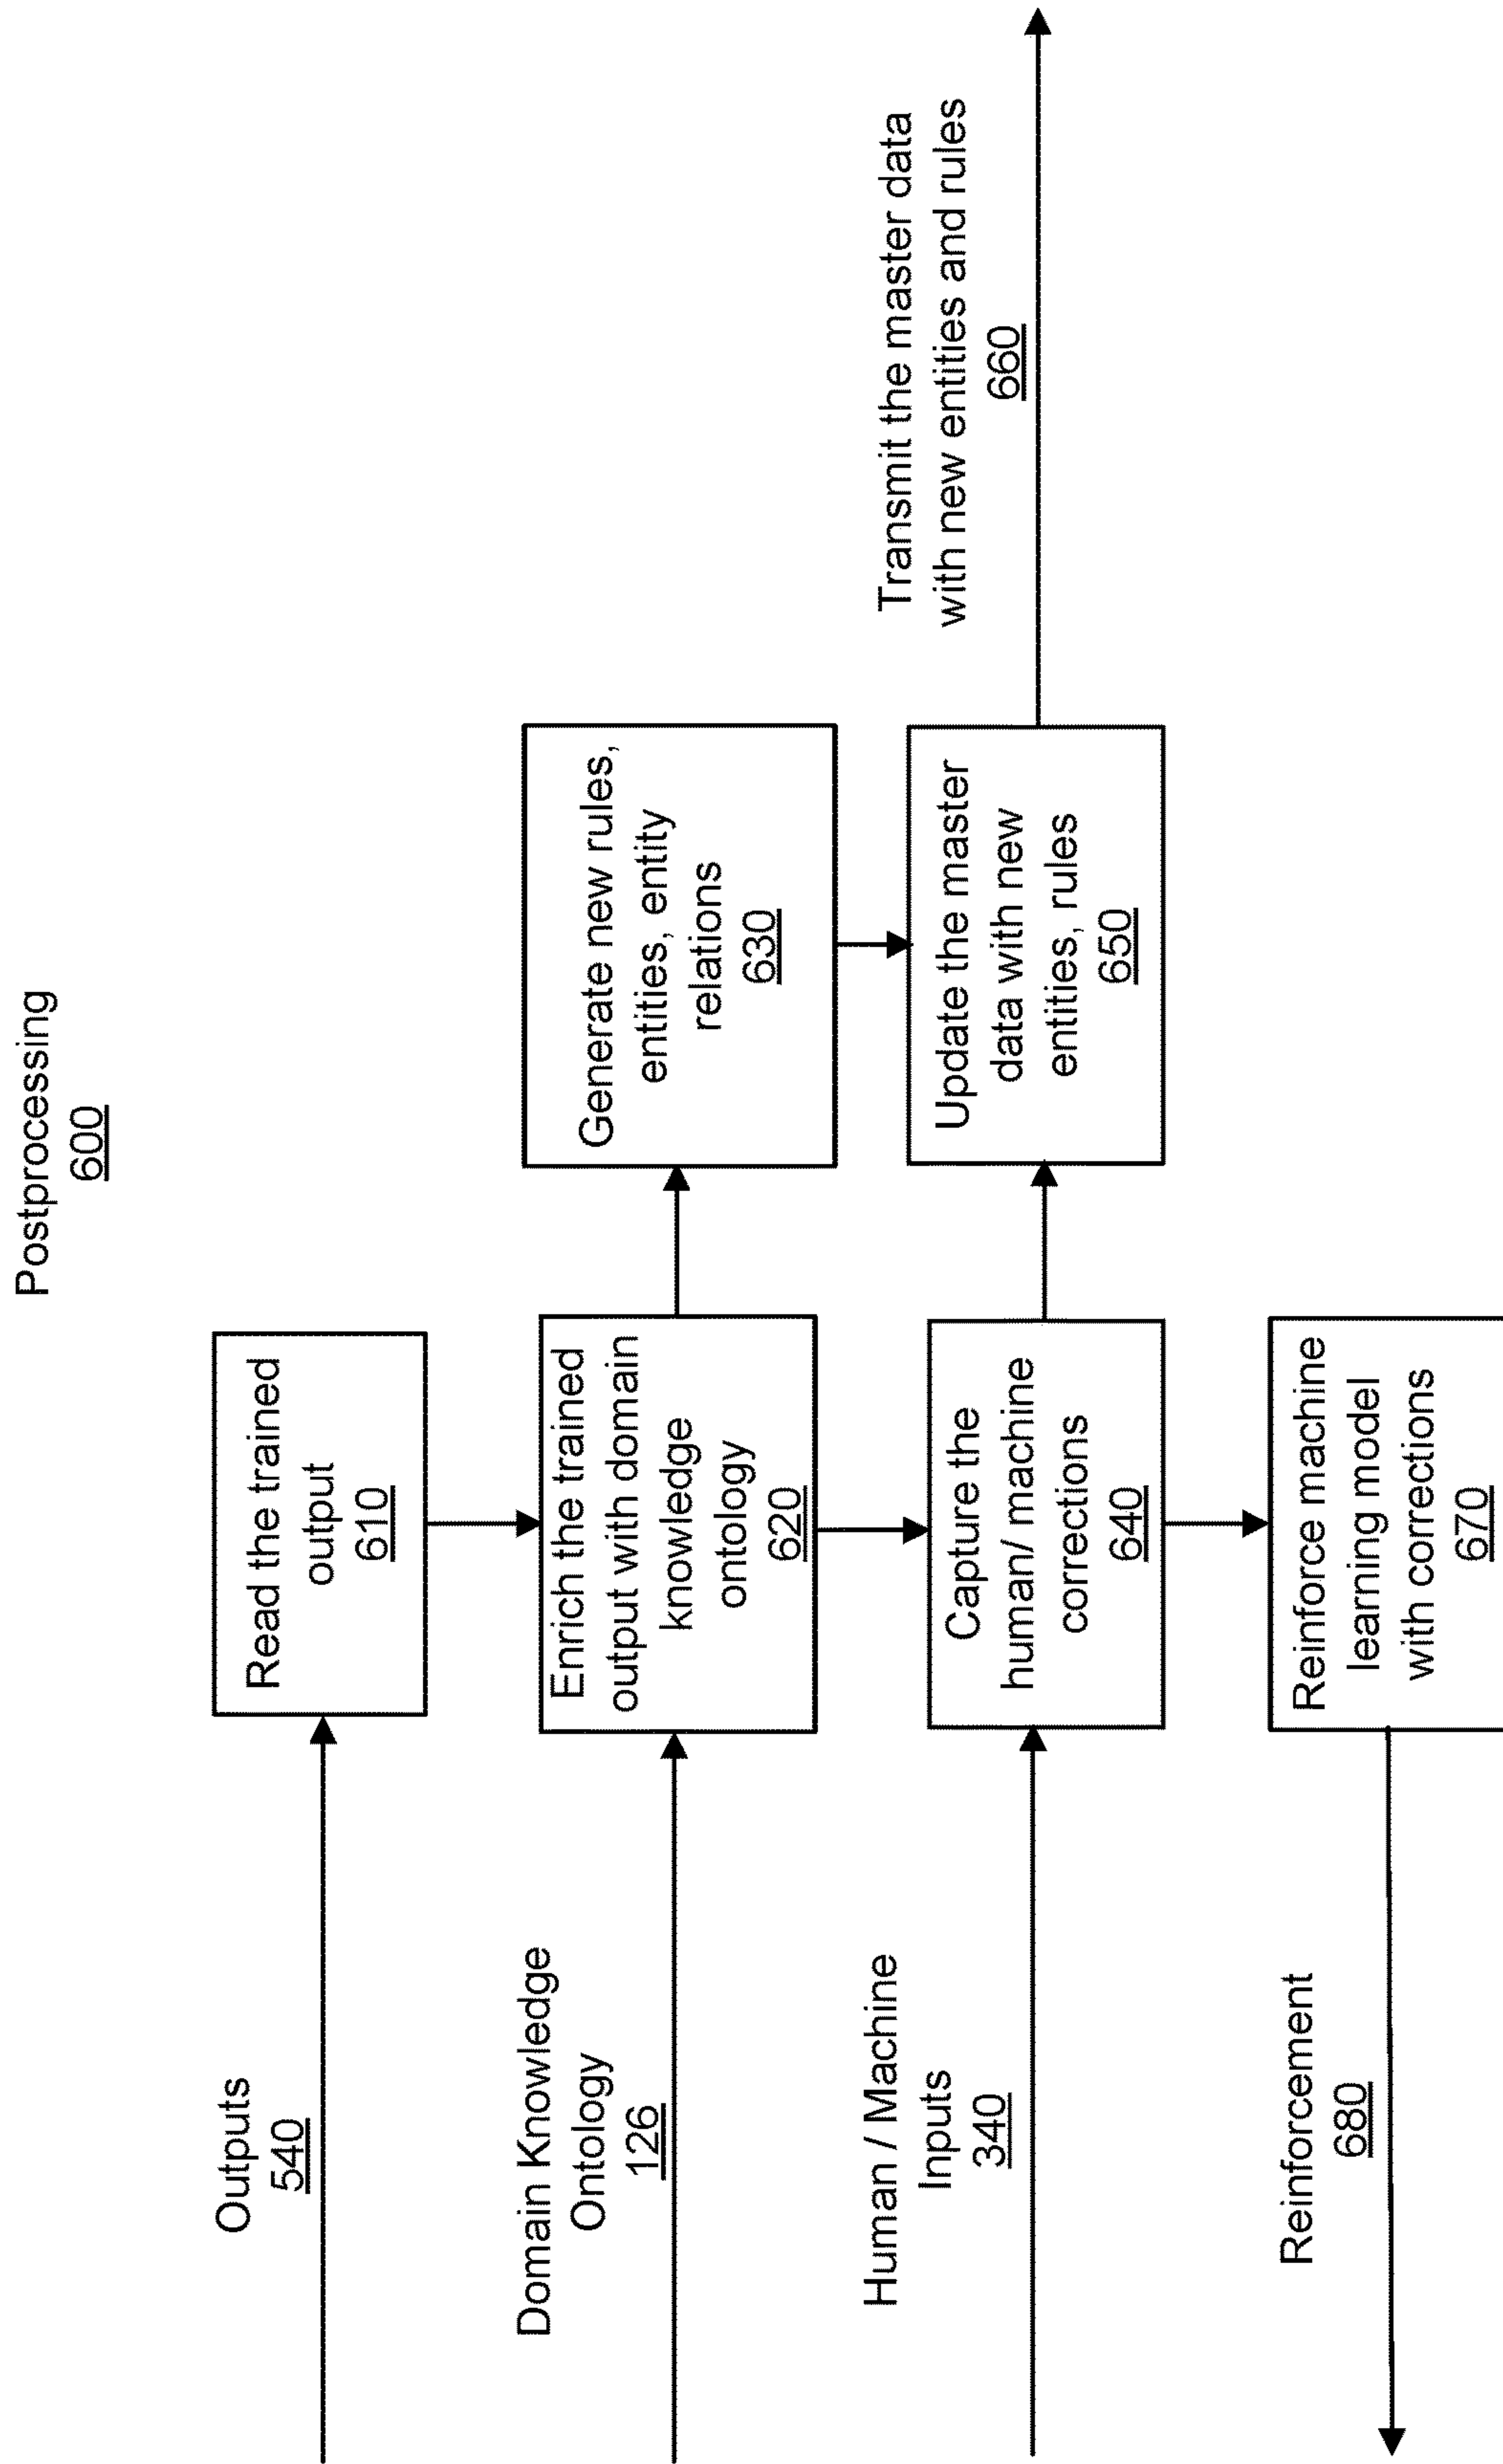 Postprocessing
600
Outputs
540
Read the trained
output
610
Domain Knowledge
Ontology
126
Enrich the trained
output with domain
knowledge
ontology
620
Generate new rules,
entities, entity
relations
630
Human / Machine
Inputs
340
Capture the
human/ machine
corrections
640
Update the master
data with new
entities, rules
650
Transmit the master data
with new entities and rules
660
Reinforcement
680
Reinforce machine
learning model
with corrections
670